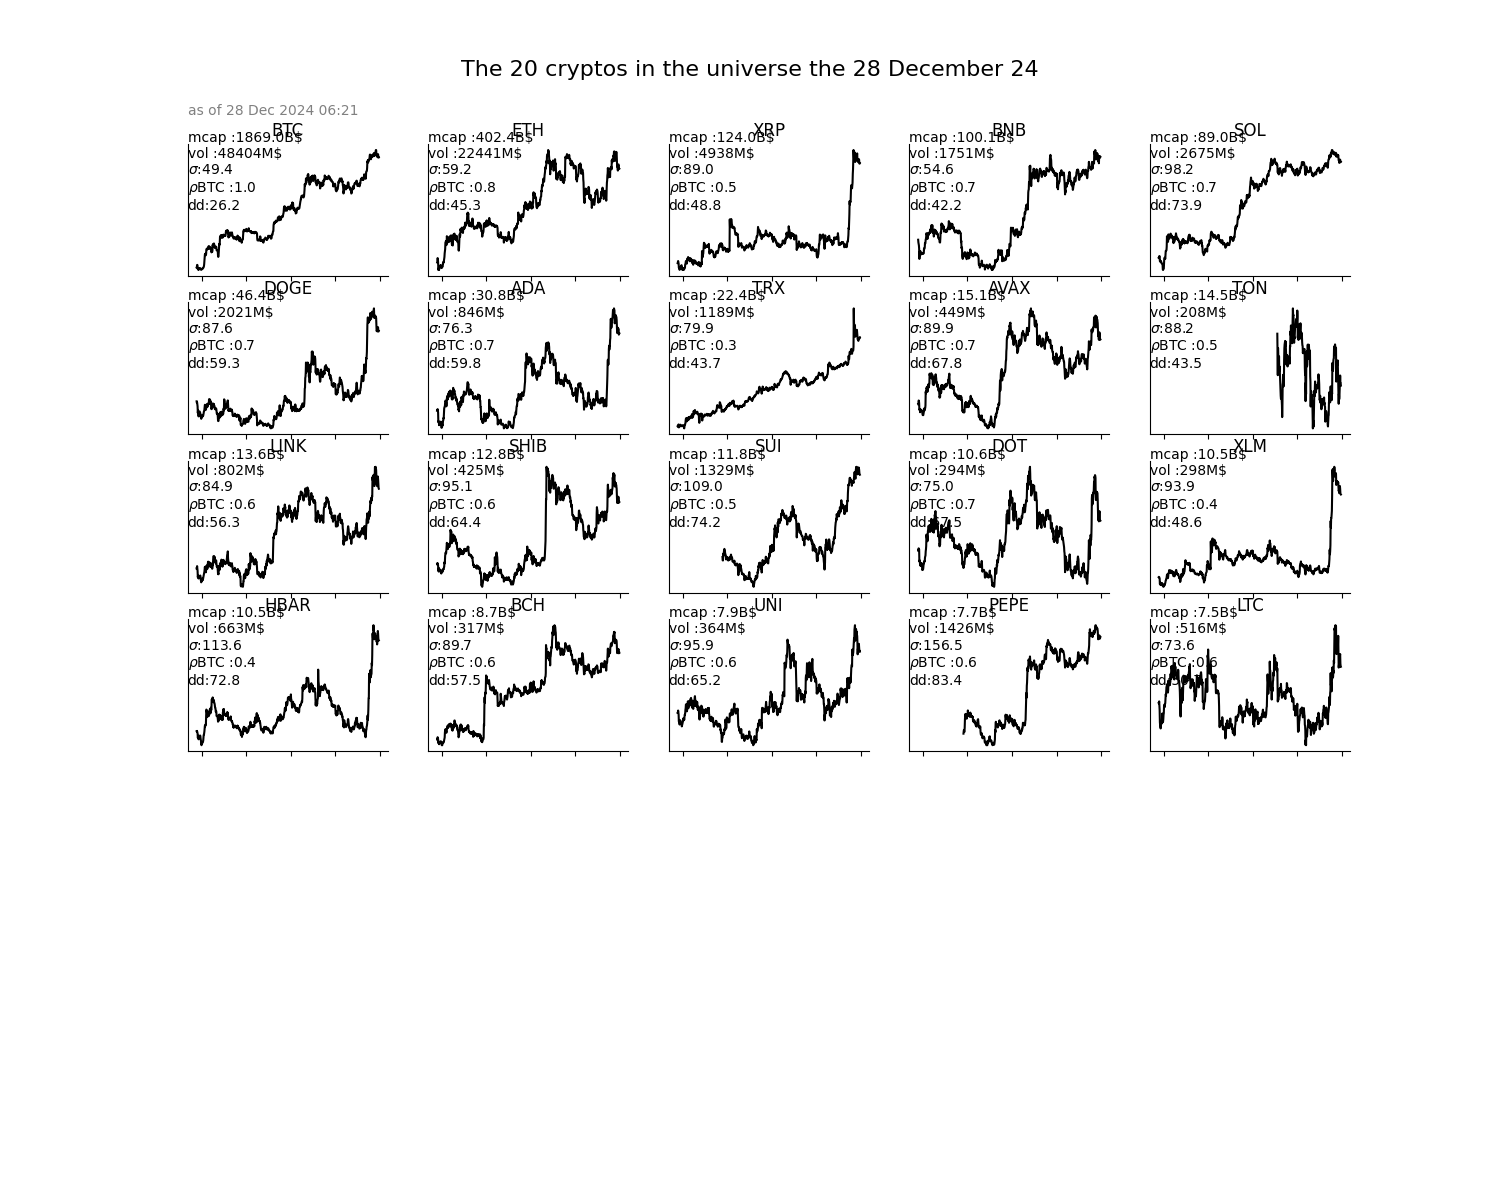 The 20 cryptos in the universe the 28 December 24
as of 28 Dec 2024 06:21
BTC
mcap :1869.0B$
vol :48404M$
σ:49.4
ρBTC :1.0
dd:26.2
ETH
mcap :402.4B$
vol :22441M$
σ:59.2
ρBTC :0.8
dd:45.3
XRP
mcap :124.0B$
vol :4938M$
σ:89.0
ρBTC :0.5
dd:48.8
BNB
mcap :100.1B$
vol :1751M$
σ:54.6
ρBTC :0.7
dd:42.2
SOL
mcap :89.0B$
vol :2675M$
σ:98.2
ρBTC :0.7
dd:73.9
DOGE
mcap :46.4B$
vol :2021M$
σ:87.6
ρBTC :0.7
dd:59.3
ADA
mcap :30.8B$
vol :846M$
σ:76.3
ρBTC :0.7
dd:59.8
TRX
mcap :22.4B$
vol :1189M$
σ:79.9
ρBTC :0.3
dd:43.7
AVAX
mcap :15.1B$
vol :449M$
σ:89.9
ρBTC :0.7
dd:67.8
TON
mcap :14.5B$
vol :208M$
σ:88.2
ρBTC :0.5
dd:43.5
LINK
mcap :13.6B$
vol :802M$
σ:84.9
ρBTC :0.6
dd:56.3
SHIB
mcap :12.8B$
vol :425M$
σ:95.1
ρBTC :0.6
dd:64.4
SUI
mcap :11.8B$
vol :1329M$
σ:109.0
ρBTC :0.5
dd:74.2
DOT
mcap :10.6B$
vol :294M$
σ:75.0
ρBTC :0.7
XLM
mcap :10.5B$
vol :298M$
σ:93.9
ρBTC :0.4
dd:48.6
HBAR
mcap :10.5B$
vol :663M$
σ:113.6
ρBTC :0.4
dd:72.8
BCH
mcap :8.7B$
vol :317M$
σ:89.7
ρBTC :0.6
dd:57.5
UNI
mcap :7.9B$
vol :364M$
σ:95.9
ρBTC :0.6
dd:65.2
PEPE
mcap :7.7B$
vol :1426M$
σ:156.5
ρBTC :0.6
dd:83.4
LTC
mcap :7.5B$
vol :516M$
σ:73.6
ρBTC :0.6